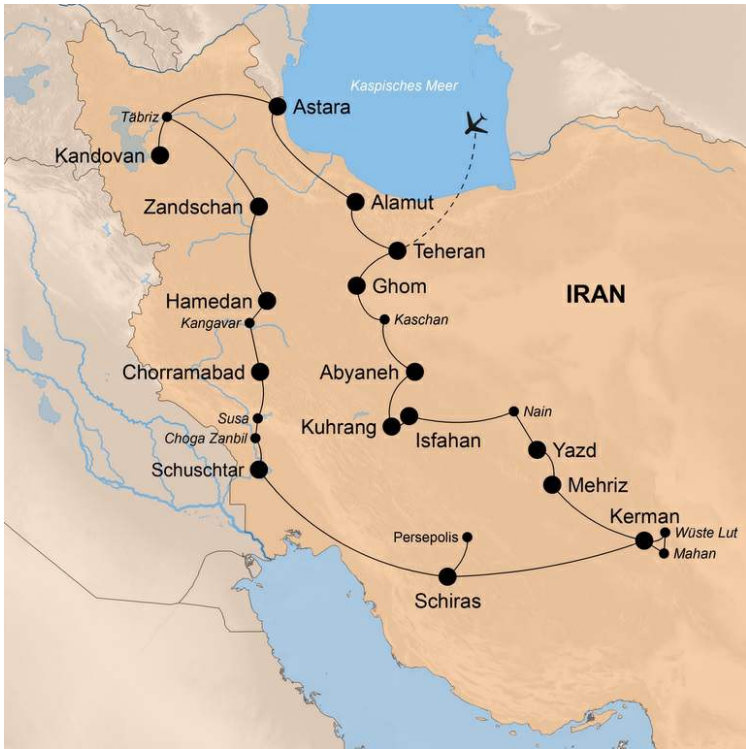 Kaspisches Meer
Astara
Täbriz
Kandovan
Alamut
Zandschan
Teheran
Ghom
IRAN
Hamedan
Kangavar
Kaschan
Chorramabad
Abyaneh
Nain
Susa
Kuhrang
Isfahan
Choga Zanbil
Yazd
Schuschtar
Mehriz
Kerman
Wüste Lut
Persepolis
Mahan
Schiras